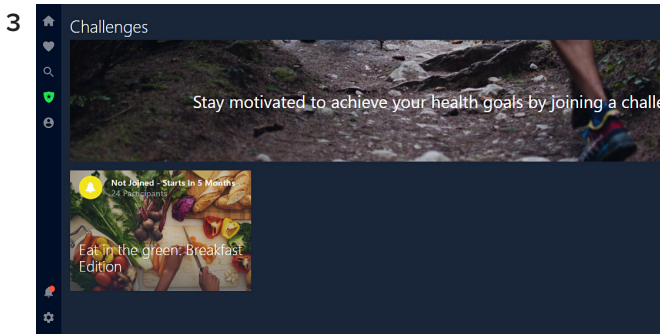 3
Challenges
Stay motivated to achieve your health goals by joining a challe
Not Joined - Starts In 5 Months
24 Participants
Eat in the green: Breakfast
Edition